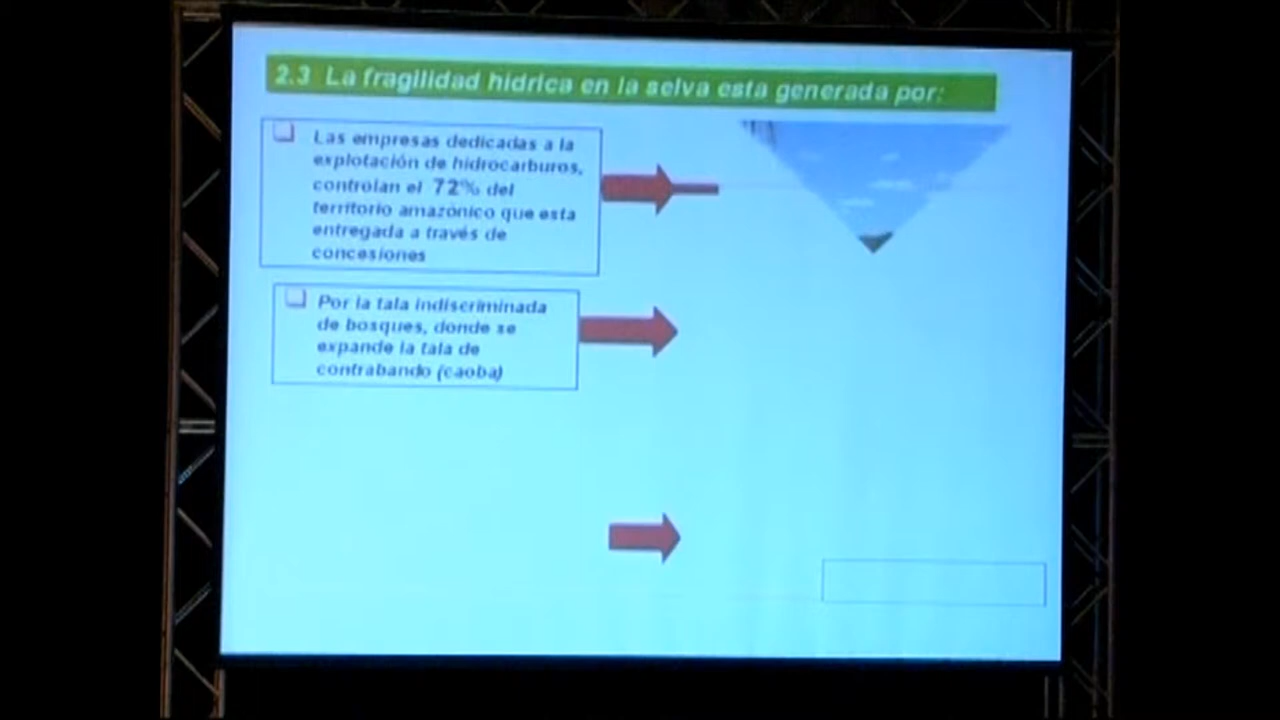 2.3 La fragilidad hídrica en la selva esta generada por:
Las empresas dedicadas a la
explotación de hidrocarburos,
controlan el 72% del
territorio amazónico que esta
entregada a través de
concesiones
Por la tala indiscriminada
de bosques, donde se
expande la tala de
contrabando (caoba)